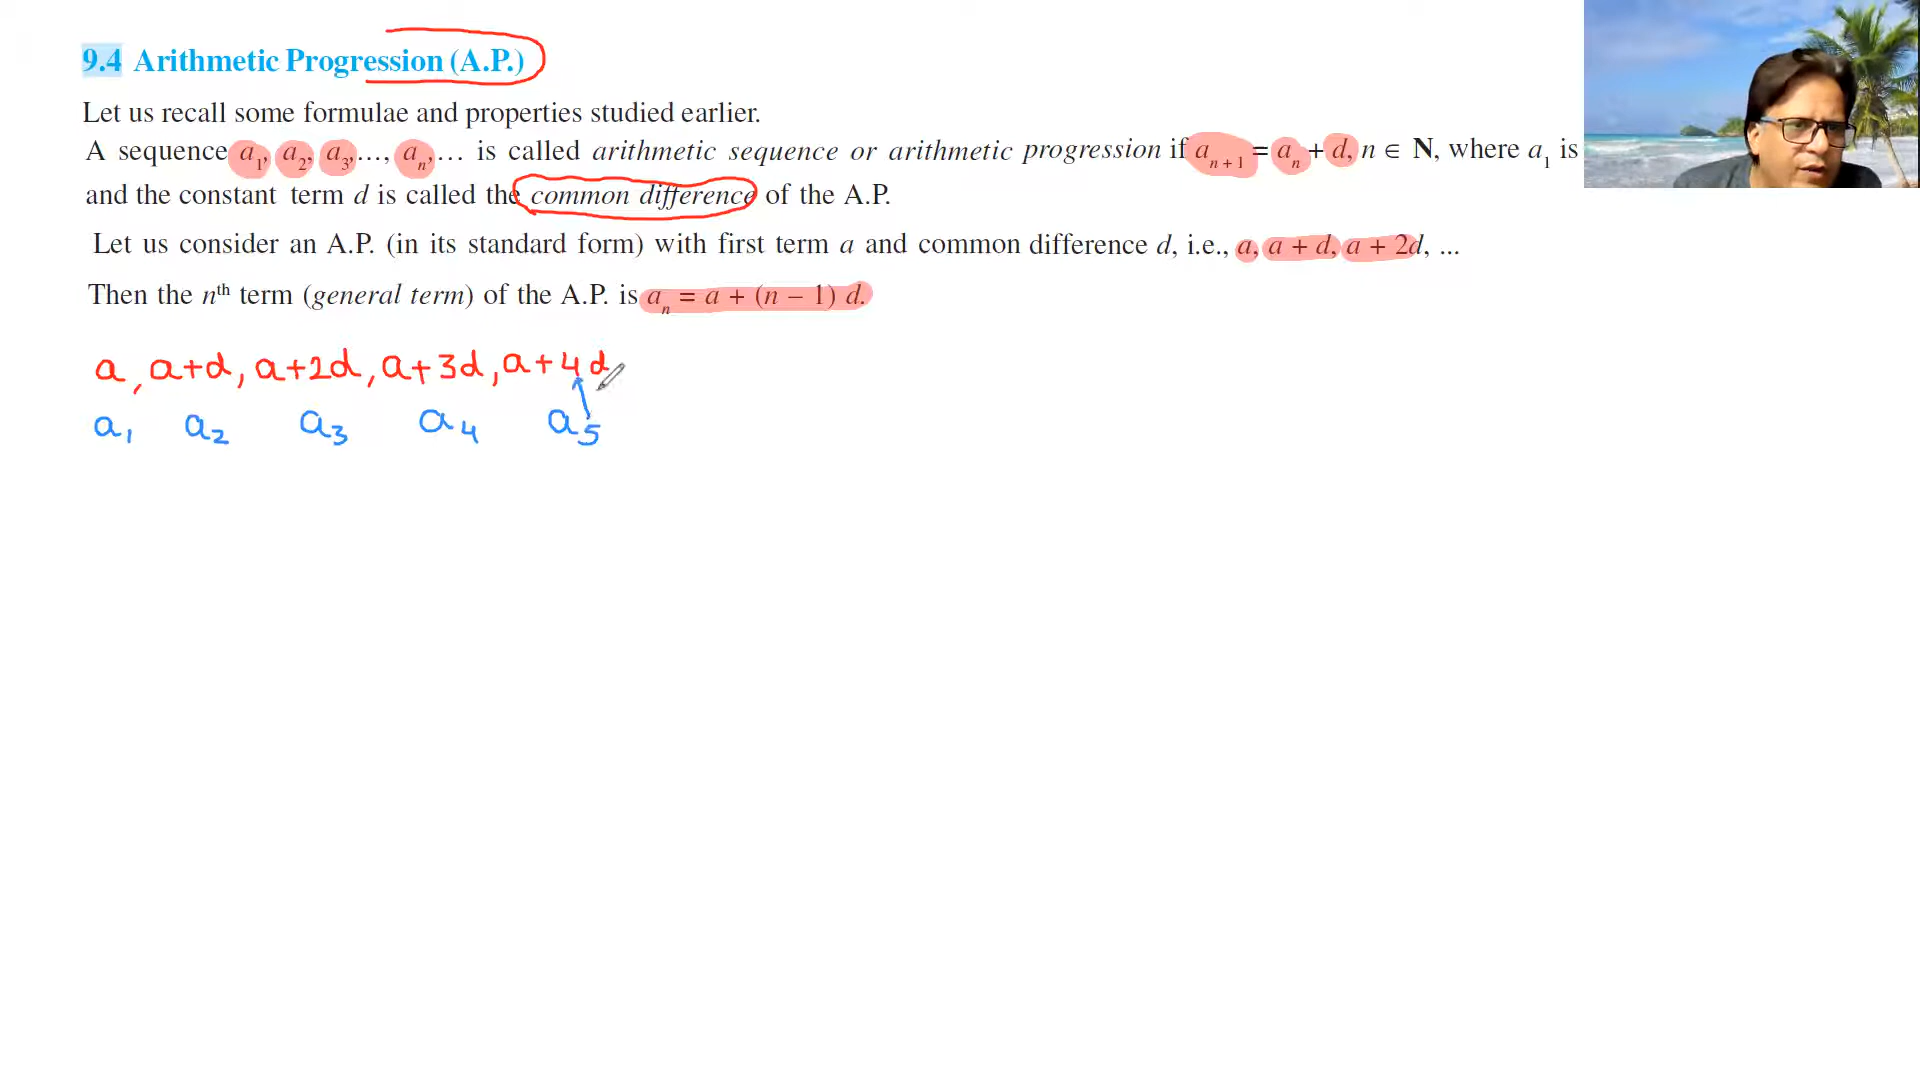 9.4 Arithmetic Progression (A.P.)
Let us recall some formulae and properties studied earlier.
A sequence a₁, a₂, a₃,…, aₙ,… is called arithmetic sequence or arithmetic progression if aₙ₊₁ = aₙ + d, n ∈ N, where a₁ is
and the constant term d is called the common difference of the A.P.
Let us consider an A.P. (in its standard form) with first term a and common difference d, i.e., a, a + d, a + 2d, ...
Then the nᵗʰ term (general term) of the A.P. is aₙ = a + (n − 1) d.
a, a+d, a+2d, a+3d, a+4d
a₁ a₂ a₃ a₄ a₅